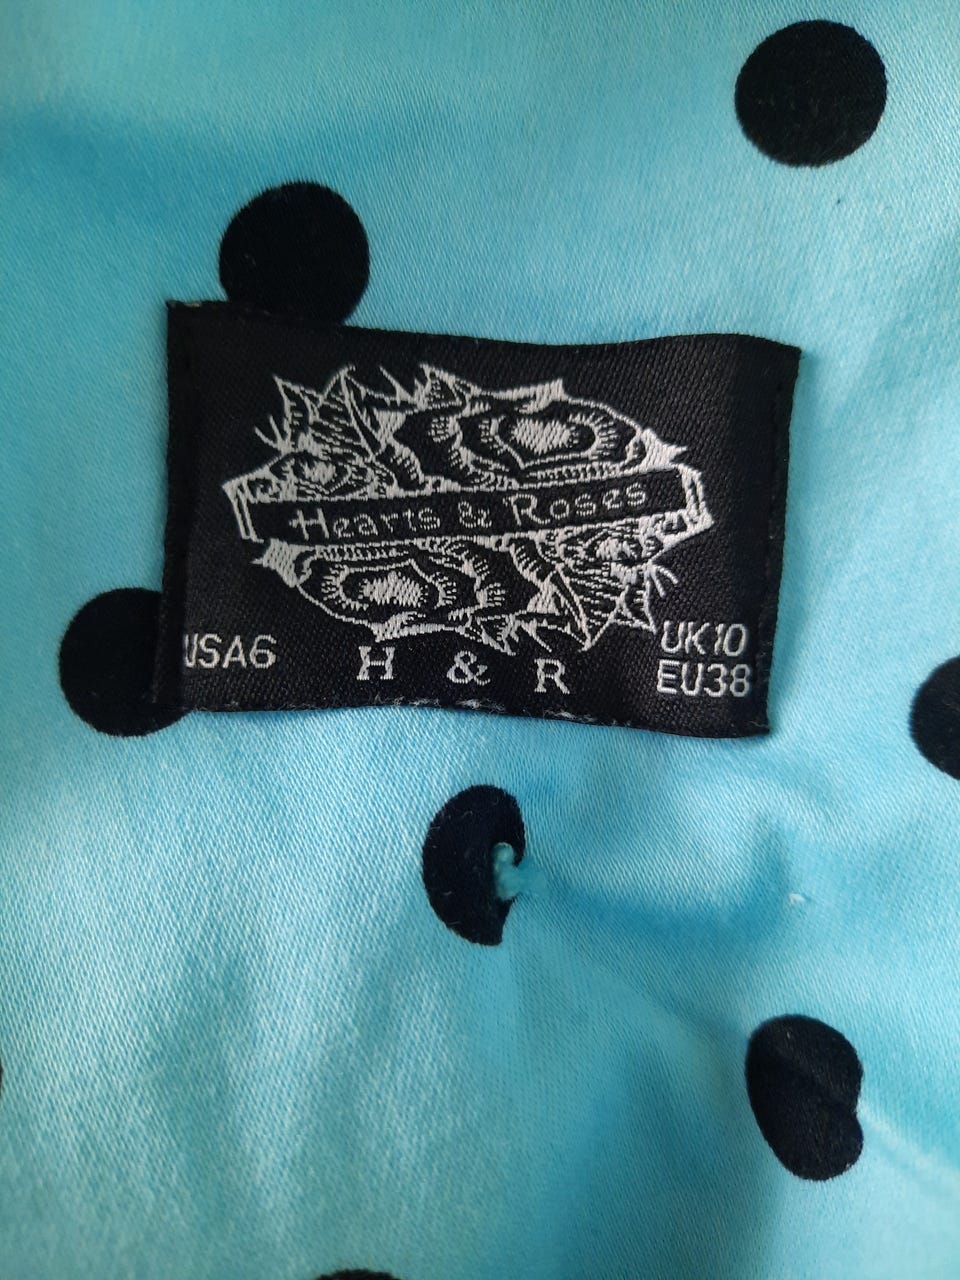 Hearts & Roses
USA6
H & R
UK10
EU38